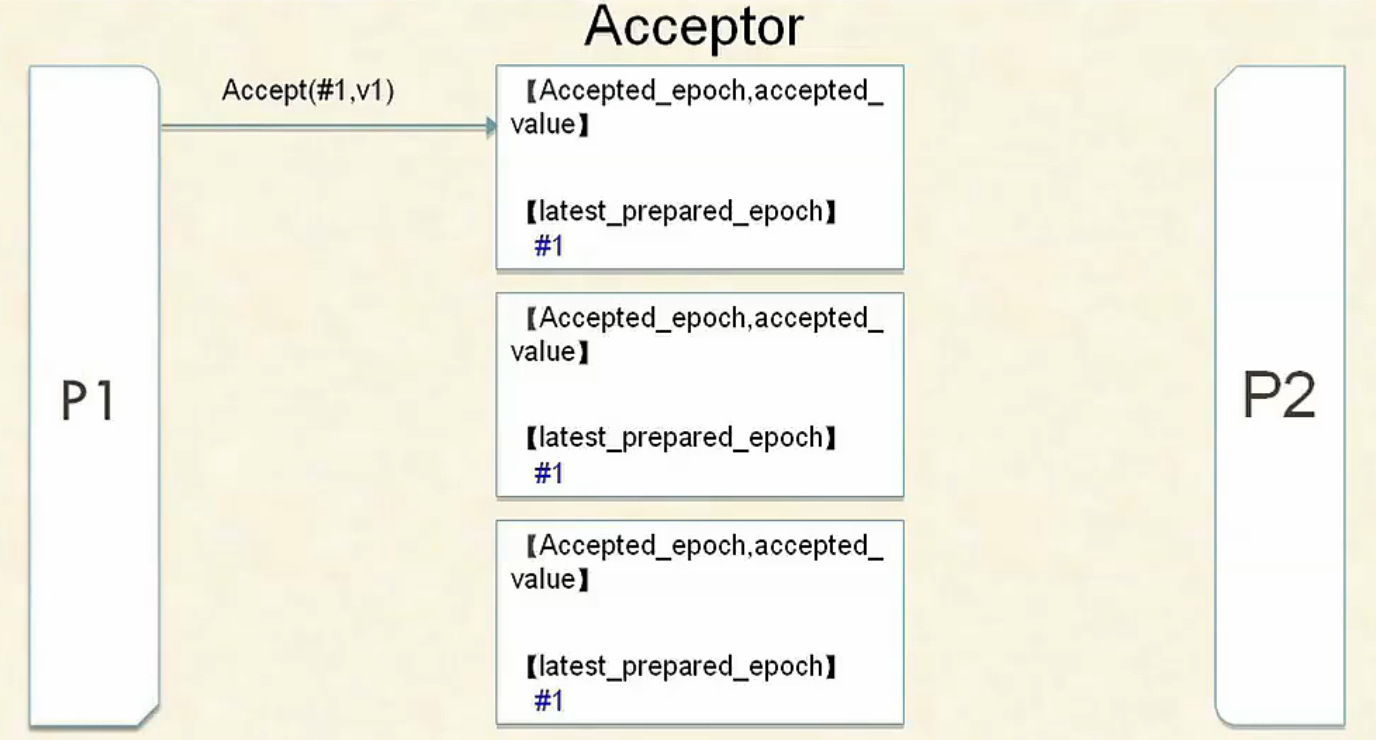 Acceptor
Accept(#1,v1)
【Accepted_epoch,accepted_
value】
【latest_prepared_epoch】
#1
【Accepted_epoch,accepted_
value】
【latest_prepared_epoch】
#1
【Accepted_epoch,accepted_
value】
【latest_prepared_epoch】
#1
P1
P2